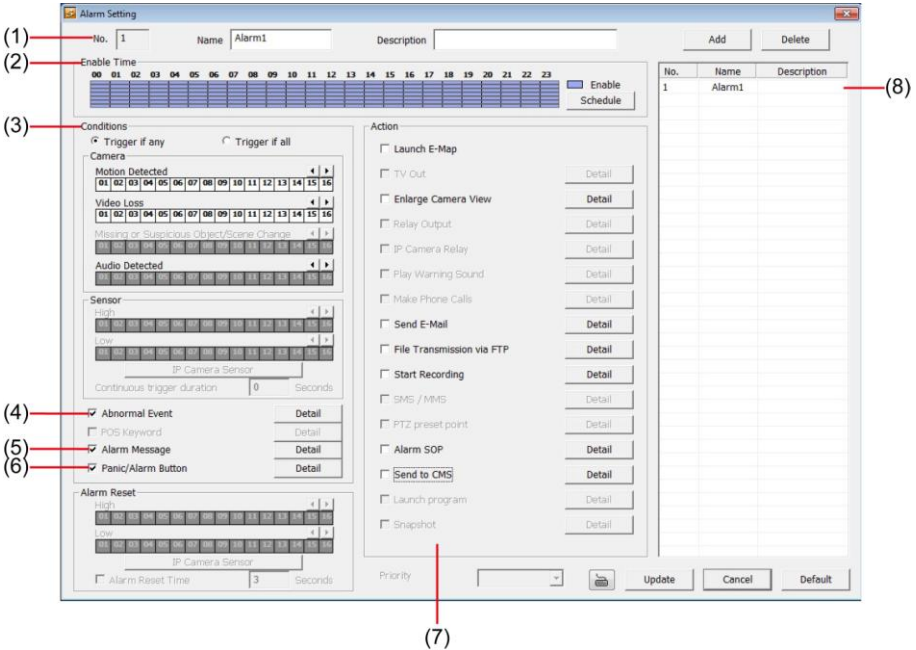 Alarm Setting
(1) No. 1 Name Alarm1 Description Add Delete
(2) Enable Time
00 01 02 03 04 05 06 07 08 09 10 11 12 13 14 15 16 17 18 19 20 21 22 23
Enable
Schedule
No. Name Description
1 Alarm1 (8)
(3) Conditions
Trigger if any Trigger if all
Camera
Motion Detected
01 02 03 04 05 06 07 08 09 10 11 12 13 14 15 16
Video Loss
01 02 03 04 05 06 07 08 09 10 11 12 13 14 15 16
Missing or Suspicious Object/Scene Change
01 02 03 04 05 06 07 08 09 10 11 12 13 14 15 16
Audio Detected
01 02 03 04 05 06 07 08 09 10 11 12 13 14 15 16
Sensor
High
01 02 03 04 05 06 07 08 09 10 11 12 13 14 15 16
Low
01 02 03 04 05 06 07 08 09 10 11 12 13 14 15 16
IP Camera Sensor
Continuous trigger duration 0 Seconds
(4) Abnormal Event Detail
POS Keyword Detail
(5) Alarm Message Detail
(6) Panic/Alarm Button Detail
Alarm Reset
High
01 02 03 04 05 06 07 08 09 10 11 12 13 14 15 16
Low
01 02 03 04 05 06 07 08 09 10 11 12 13 14 15 16
IP Camera Sensor
Alarm Reset Time 3 Seconds
Action
Launch E-Map
TV Out Detail
Enlarge Camera View Detail
Relay Output Detail
IP Camera Relay Detail
Play Warning Sound Detail
Make Phone Calls Detail
Send E-Mail Detail
File Transmission via FTP Detail
Start Recording Detail
SMS / MMS Detail
PTZ preset point Detail
Alarm SOP Detail
Send to CMS Detail
Launch program Detail
Snapshot Detail
Priority Update Cancel Default
(7)